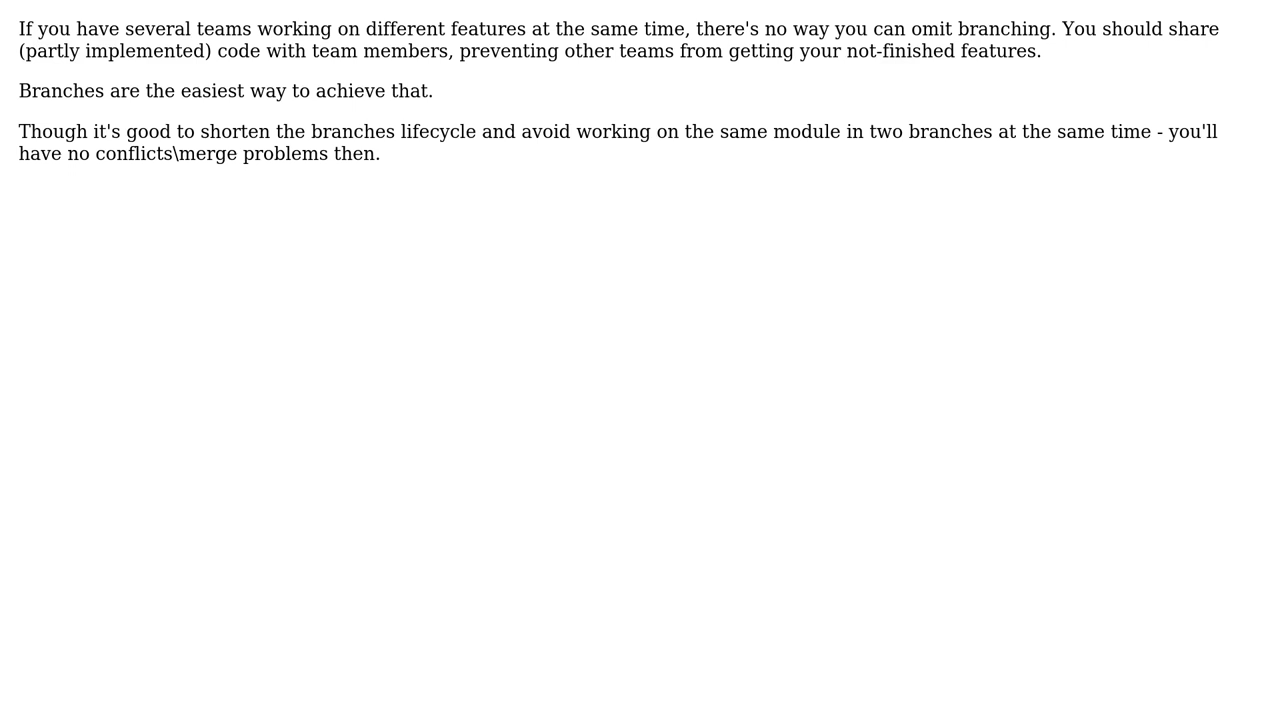 If you have several teams working on different features at the same time, there's no way you can omit branching. You should share
(partly implemented) code with team members, preventing other teams from getting your not-finished features.
Branches are the easiest way to achieve that.
Though it's good to shorten the branches lifecycle and avoid working on the same module in two branches at the same time - you'll
have no conflicts\merge problems then.